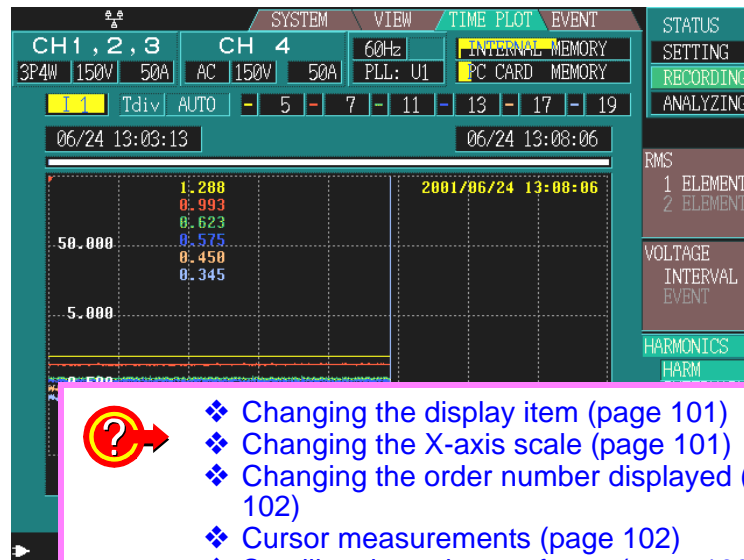 SYSTEM VIEW TIME PLOT EVENT
STATUS
CH1,2,3 CH 4 60Hz INTERNAL MEMORY
SETTING
3P4W 150V 50A AC 150V 50A PLL: U1 PC CARD MEMORY
RECORDING
I 1 Tdiv AUTO 5 7 11 13 17 19
ANALYZING
06/24 13:03:13 06/24 13:08:06
RMS
1 ELEMENT
2 ELEMENT
1.288 2001/06/24 13:08:06
0.993
0.623
50.000 0.575
0.450
0.345
VOLTAGE
INTERVAL
EVENT
5.000
HARMONICS
HARM
0.500
? ❖ Changing the display item (page 101)
❖ Changing the X-axis scale (page 101)
❖ Changing the order number displayed (
102)
❖ Cursor measurements (page 102)